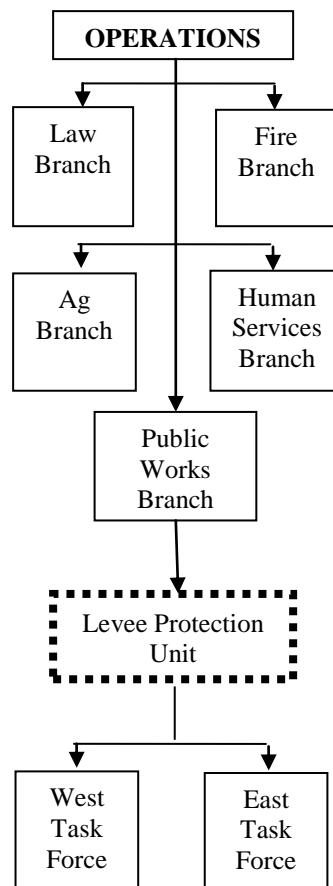 OPERATIONS
Law
Branch
Fire
Branch
Ag
Branch
Human
Services
Branch
Public
Works
Branch
Levee Protection
Unit
West
Task
Force
East
Task
Force